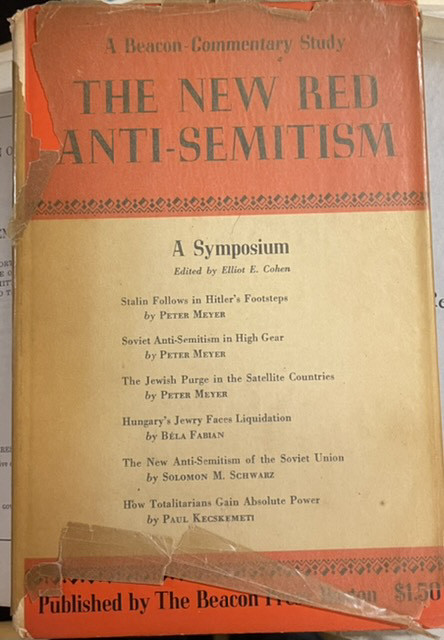 A Beacon-Commentary Study
THE NEW RED
ANTI-SEMITISM
A Symposium
Edited by Elliot E. Cohen
Stalin Follows in Hitler's Footsteps
by PETER MEYER
Soviet Anti-Semitism in High Gear
by PETER MEYER
The Jewish Purge in the Satellite Countries
by PETER MEYER
Hungary's Jewry Faces Liquidation
by BÉLA FABIAN
The New Anti-Semitism of the Soviet Union
by SOLOMON M. SCHWARZ
How Totalitarians Gain Absolute Power
by PAUL KECSKEMETI
Published by The Beacon Press Boston $1.50